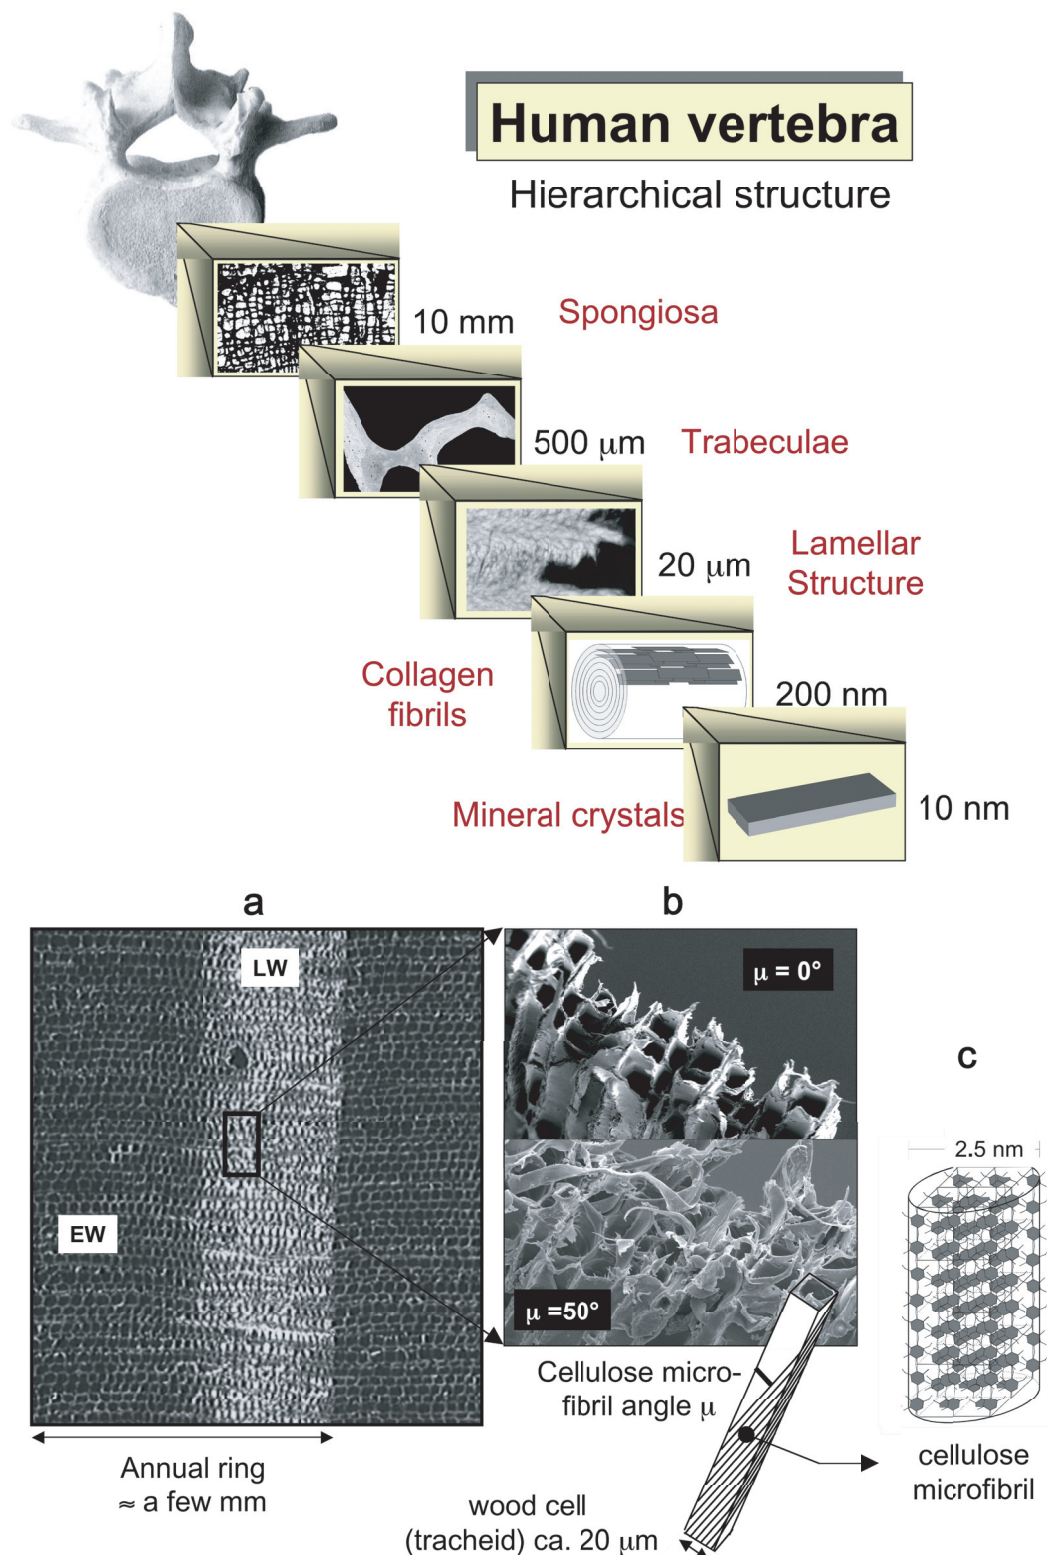 Human vertebra
Hierarchical structure
10 mm
Spongiosa
500 μm
Trabeculae
20 μm
Lamellar
Structure
Collagen
fibrils
200 nm
Mineral crystals
10 nm
a
b
LW
μ = 0°
c
2.5 nm
EW
μ =50°
Cellulose micro-
fibril angle μ
Annual ring
≈ a few mm
cellulose
microfibril
wood cell
(tracheid) ca. 20 μm